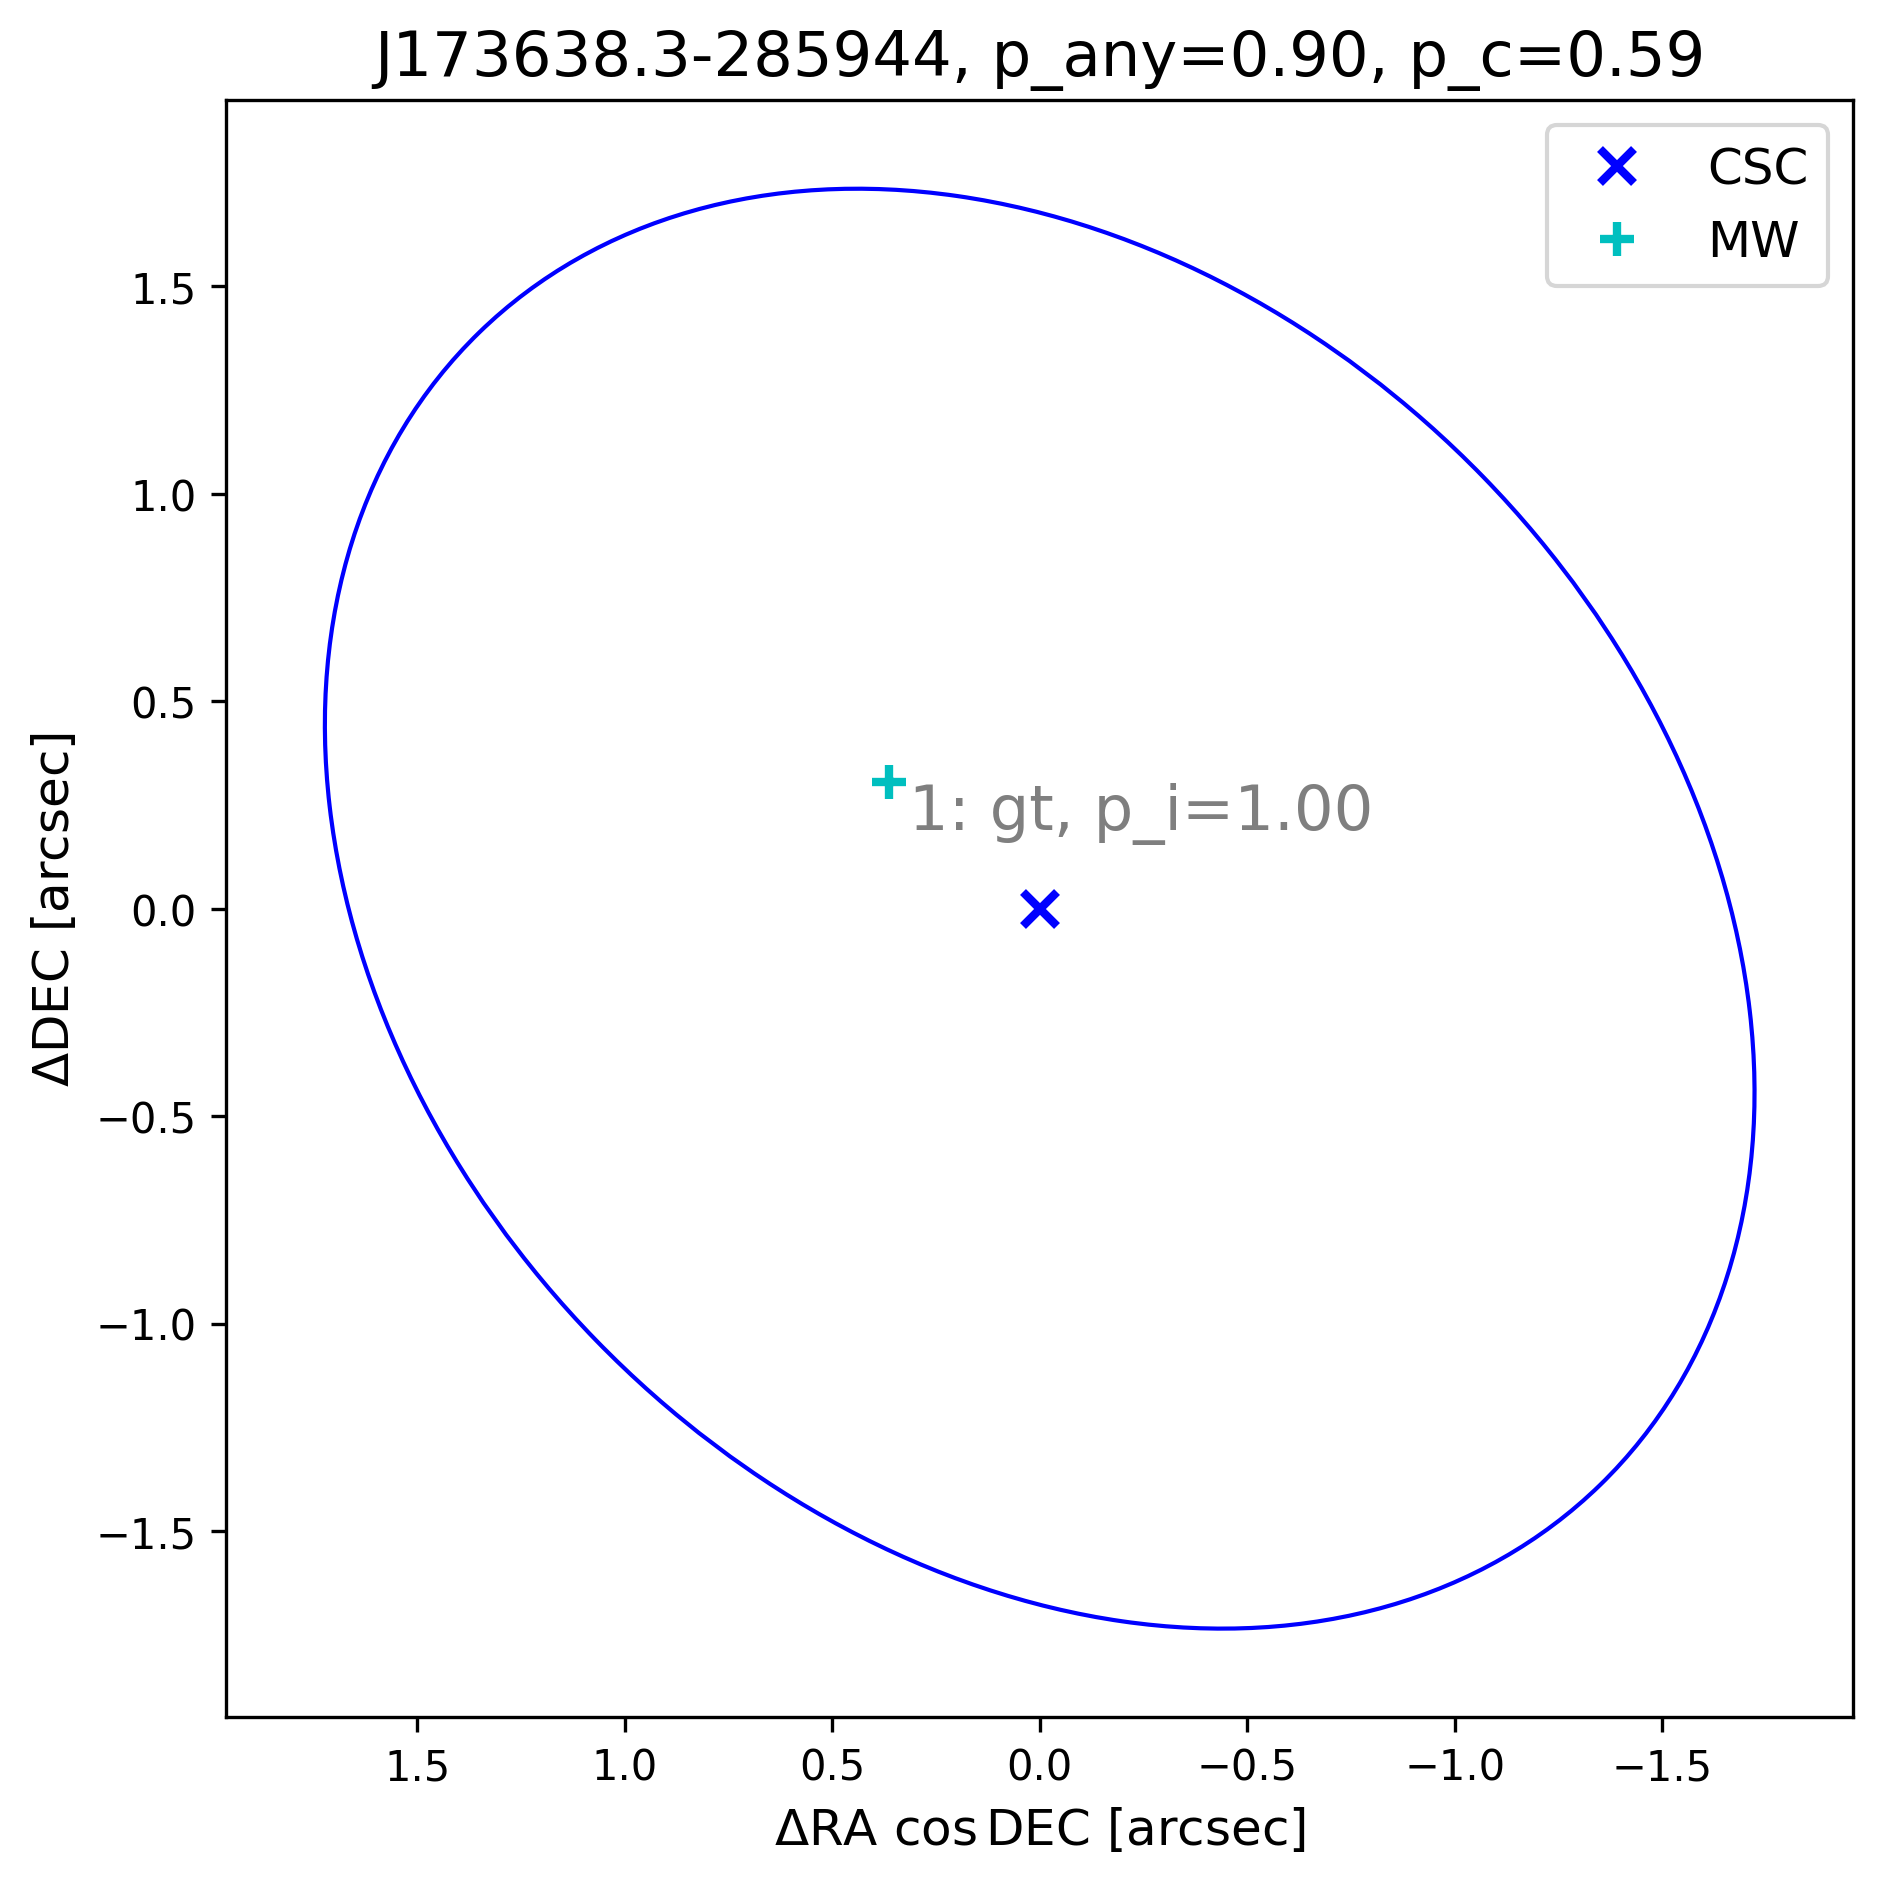 J173638.3-285944, p_any=0.90, p_c=0.59
CSC
MW
1.5
1.0
0.5
0.0
−0.5
−1.0
−1.5
ΔDEC [arcsec]
1: gt, p_i=1.00
1.5 1.0 0.5 0.0 −0.5 −1.0 −1.5
ΔRA cos DEC [arcsec]